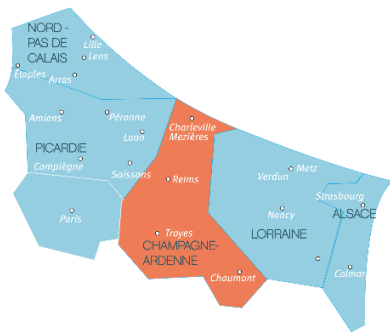 NORD -
PAS DE
CALAIS
Lille
Lens
Étaples
Arras
Amiens
Péronne
Laon
PICARDIE
Compiègne
Soissons
Paris
Charleville
Mezières
Reims
Troyes
CHAMPAGNE-
ARDENNE
Chaumont
Metz
Verdun
Strasbourg
Nancy
ALSACE
LORRAINE
Colmar